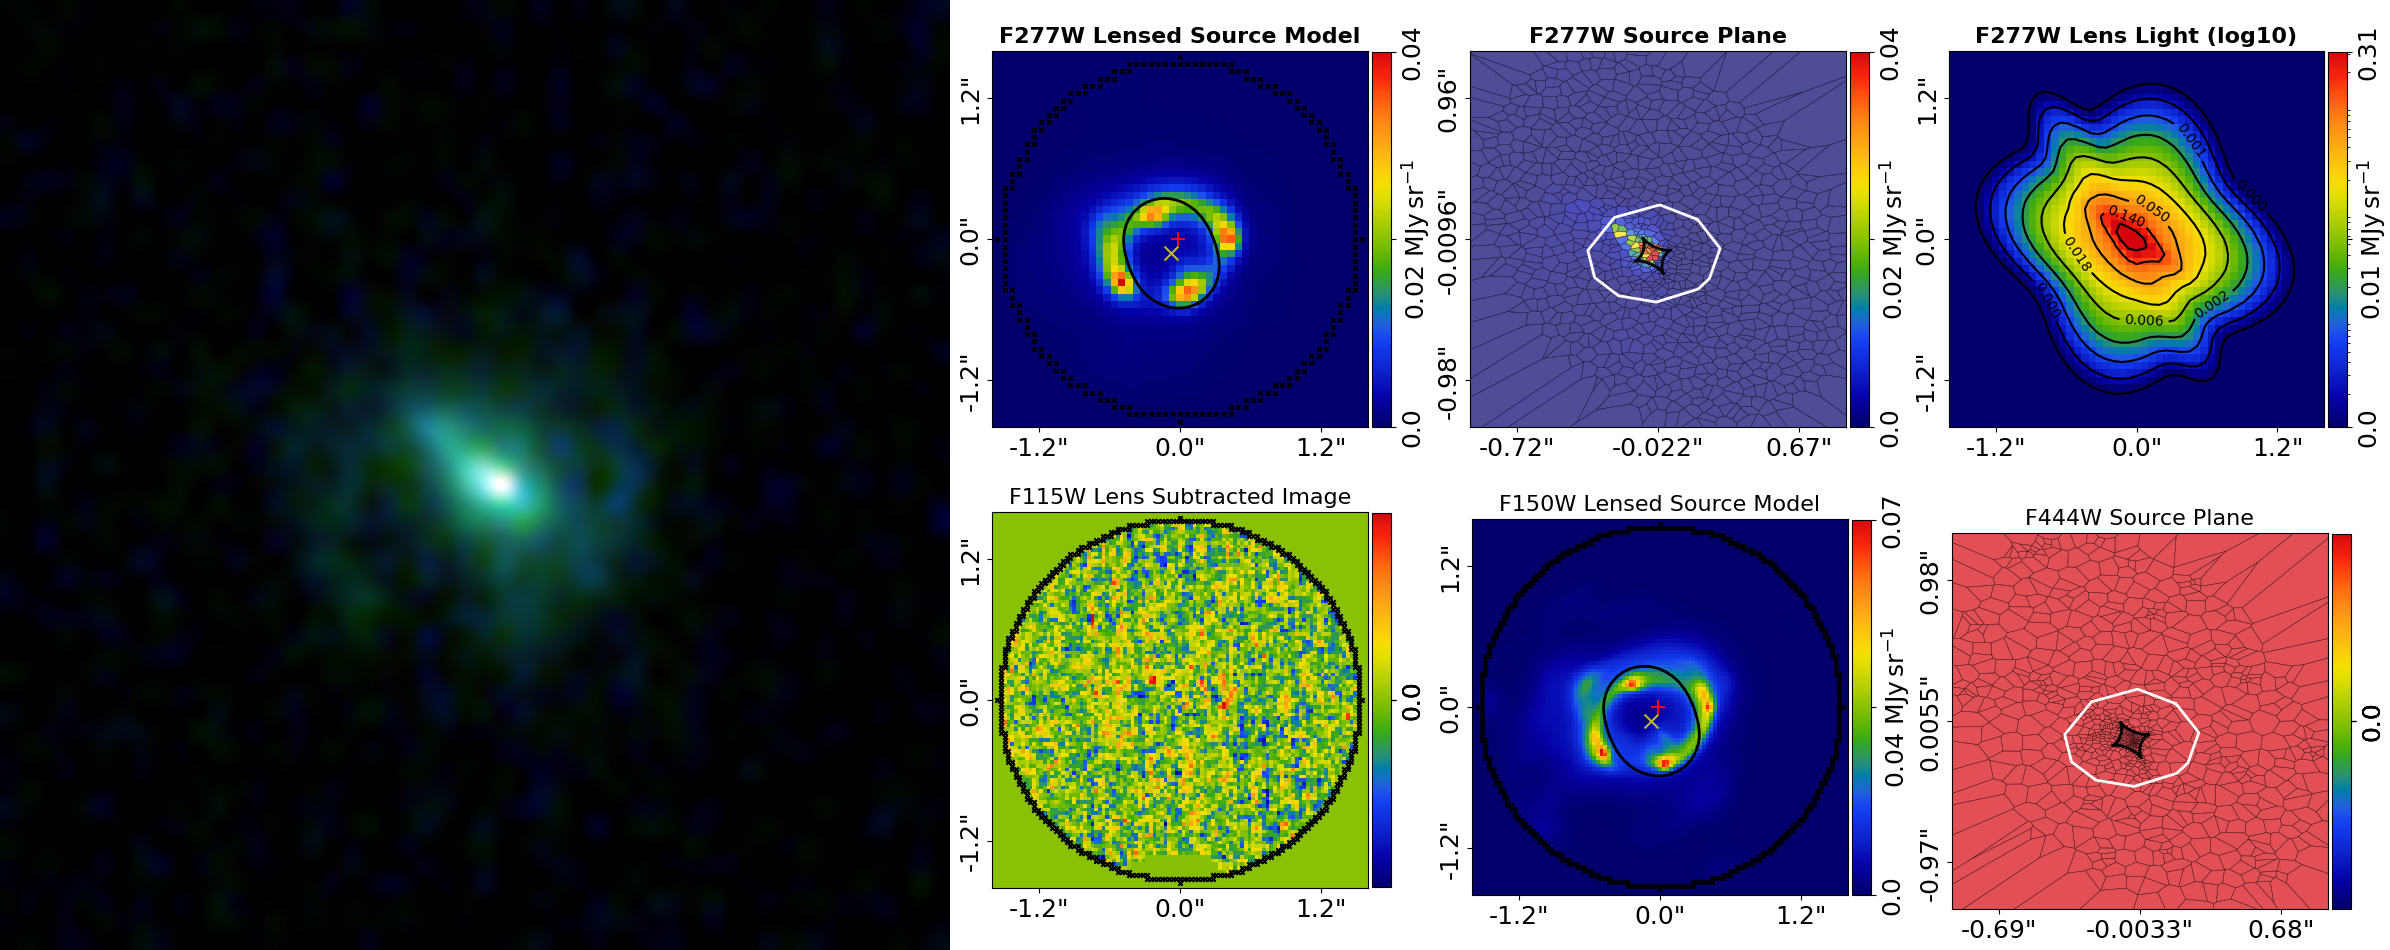 F277W Lensed Source Model
1.2"
0.0"
-1.2"
-1.2" 0.0" 1.2"
0.04
0.02 MJy sr−1
0.0
F277W Source Plane
0.96"
-0.0096"
-0.98"
-0.72" -0.022" 0.67"
0.04
0.02 MJy sr−1
0.0
F277W Lens Light (log10)
1.2"
0.0"
-1.2"
-1.2" 0.0" 1.2"
0.001
0.000
0.050
0.140
0.018
0.002
0.006
0.000
0.31
0.01 MJy sr−1
0.0
F115W Lens Subtracted Image
1.2"
0.0"
-1.2"
-1.2" 0.0" 1.2"
0.0
F150W Lensed Source Model
1.2"
0.0"
-1.2"
-1.2" 0.0" 1.2"
0.07
0.04 MJy sr−1
0.0
F444W Source Plane
0.98"
0.0055"
-0.97"
-0.69" -0.0033" 0.68"
0.0